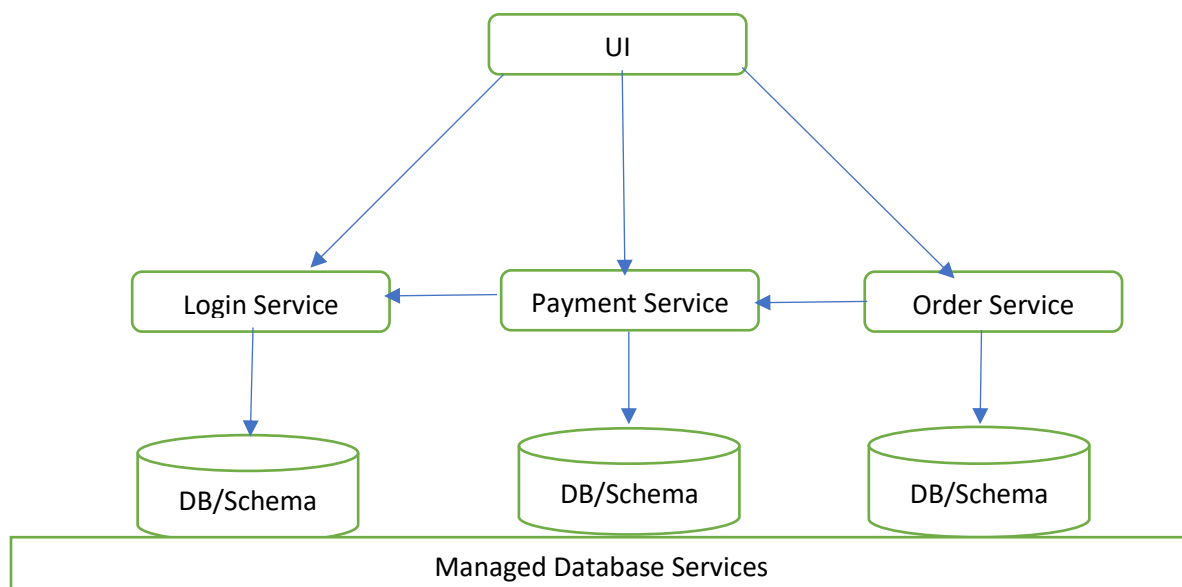 UI
Login Service
Payment Service
Order Service
DB/Schema
DB/Schema
DB/Schema
Managed Database Services